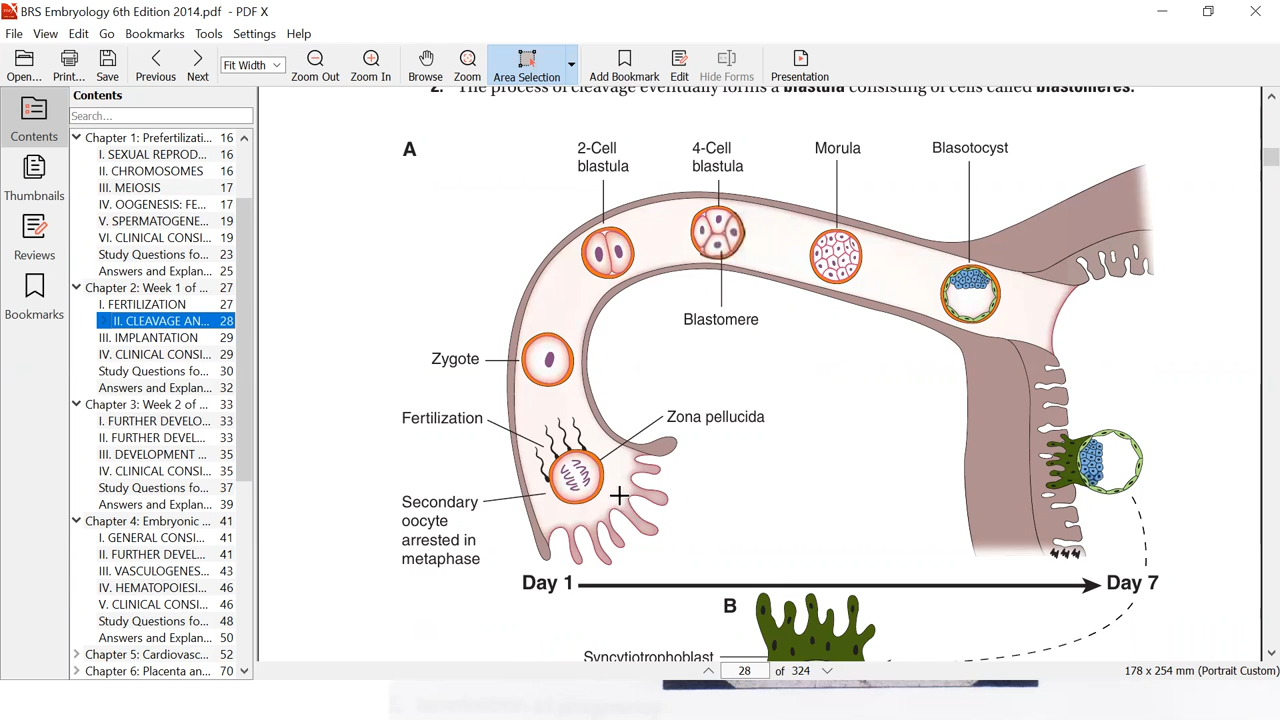 BRS Embryology 6th Edition 2014.pdf - PDF X
File View Edit Go Bookmarks Tools Settings Help
Open... Print... Save Previous Next Fit Width Zoom Out Zoom In Browse Zoom Area Selection Add Bookmark Edit Hide Forms Presentation
Contents
Thumbnails
Reviews
Bookmarks
Contents
Search...
Chapter 1: Prefertilizati... 16
I. SEXUAL REPROD... 16
II. CHROMOSOMES 16
III. MEIOSIS 17
IV. OOGENESIS: FE... 17
V. SPERMATOGENE... 19
VI. CLINICAL CONSI... 19
Study Questions fo... 23
Answers and Explan... 25
Chapter 2: Week 1 of ... 27
I. FERTILIZATION 27
II. CLEAVAGE AN... 28
III. IMPLANTATION 29
IV. CLINICAL CONSI... 29
Study Questions fo... 30
Answers and Explan... 32
Chapter 3: Week 2 of ... 33
I. FURTHER DEVELO... 33
II. FURTHER DEVEL... 33
III. DEVELOPMENT ... 35
IV. CLINICAL CONSI... 35
Study Questions fo... 37
Answers and Explan... 39
Chapter 4: Embryonic ... 41
I. GENERAL CONSI... 41
II. FURTHER DEVEL... 41
III. VASCULOGENES... 43
IV. HEMATOPOIESI... 46
V. CLINICAL CONSI... 46
Study Questions fo... 48
Answers and Explan... 50
Chapter 5: Cardiovasc... 52
Chapter 6: Placenta an... 70
2. The process of cleavage eventually forms a blastula consisting of cells called blastomeres.
A
2-Cell
blastula
4-Cell
blastula
Morula
Blasotocyst
Blastomere
Zygote
Fertilization
Zona pellucida
Secondary
oocyte
arrested in
metaphase
Day 1
Day 7
B
Syncytiotrophoblast
28 of 324
178 x 254 mm (Portrait Custom)